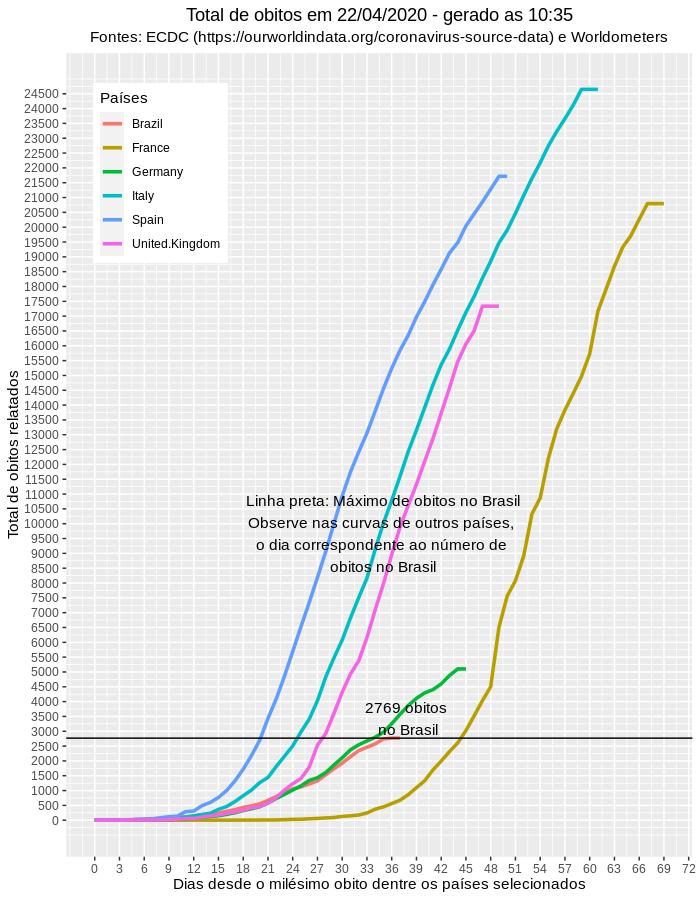 Total de obitos em 22/04/2020 - gerado as 10:35
Fontes: ECDC (https://ourworldindata.org/coronavirus-source-data) e Worldometers
Total de obitos relatados
24500
24000
23500
23000
22500
22000
21500
21000
20500
20000
19500
19000
18500
18000
17500
17000
16500
16000
15500
15000
14500
14000
13500
13000
12500
12000
11500
11000
10500
10000
9500
9000
8500
8000
7500
7000
6500
6000
5500
5000
4500
4000
3500
3000
2500
2000
1500
1000
500
0
Países
Brazil
France
Germany
Italy
Spain
United.Kingdom
Linha preta: Máximo de obitos no Brasil
Observe nas curvas de outros países,
o dia correspondente ao número de
obitos no Brasil
2769 obitos
no Brasil
0 3 6 9 12 15 18 21 24 27 30 33 36 39 42 45 48 51 54 57 60 63 66 69 72
Dias desde o milésimo obito dentre os países selecionados